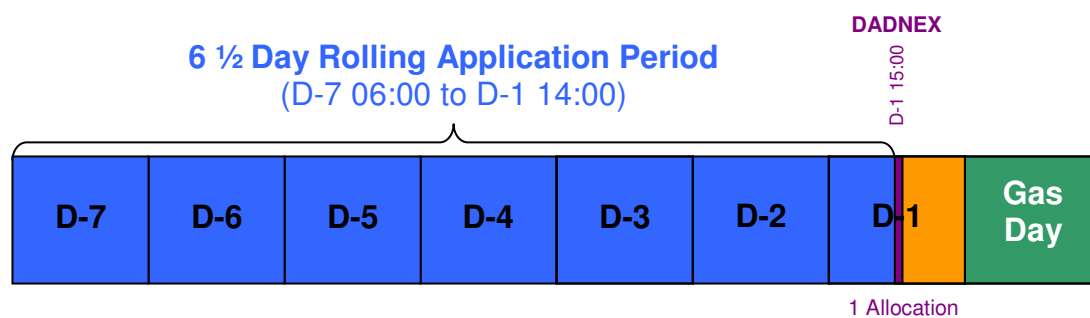 DADNEX
6 ½ Day Rolling Application Period
(D-7 06:00 to D-1 14:00)
D-1 15:00
D-7
D-6
D-5
D-4
D-3
D-2
D-1
Gas
Day
1 Allocation